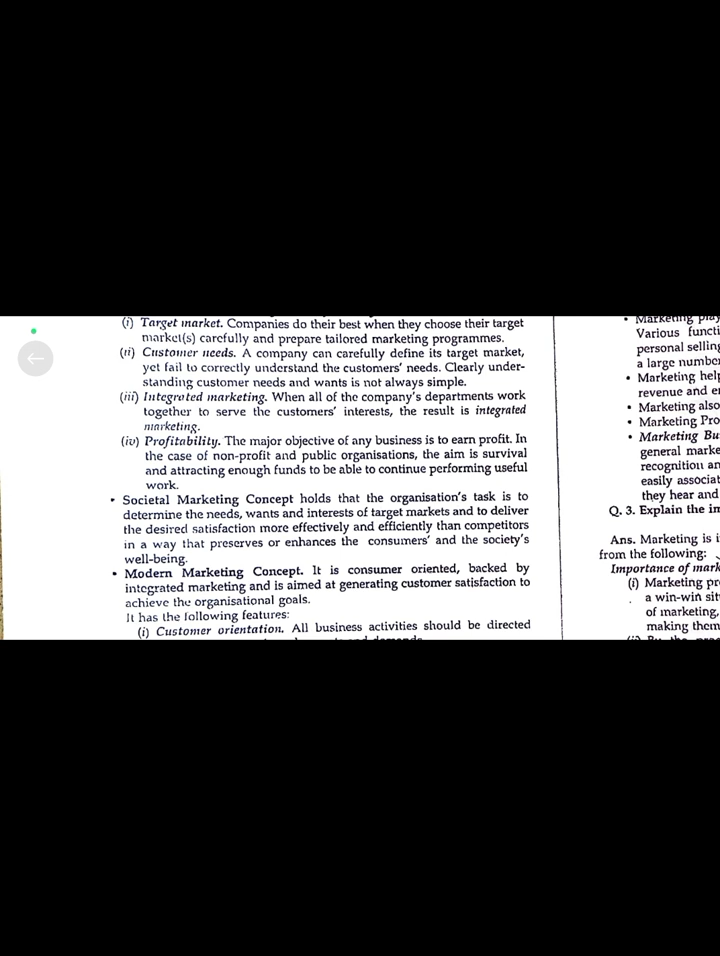 (i) Target market. Companies do their best when they choose their target
market(s) carefully and prepare tailored marketing programmes.
(ii) Customer needs. A company can carefully define its target market,
yet fail to correctly understand the customers' needs. Clearly under-
standing customer needs and wants is not always simple.
(iii) Integrated marketing. When all of the company's departments work
together to serve the customers' interests, the result is integrated
marketing.
(iv) Profitability. The major objective of any business is to earn profit. In
the case of non-profit and public organisations, the aim is survival
and attracting enough funds to be able to continue performing useful
work.
• Societal Marketing Concept holds that the organisation's task is to
determine the needs, wants and interests of target markets and to deliver
the desired satisfaction more effectively and efficiently than competitors
in a way that preserves or enhances the consumers' and the society's
well-being.
• Modern Marketing Concept. It is consumer oriented, backed by
integrated marketing and is aimed at generating customer satisfaction to
achieve the organisational goals.
It has the following features:
(i) Customer orientation. All business activities should be directed
• Marketing play
Various functi
personal selling
a large number
• Marketing help
revenue and e
• Marketing also
• Marketing Pro
• Marketing Bu
general marke
recognition an
easily associat
they hear and
Q. 3. Explain the im
Ans. Marketing is i
from the following:
Importance of mark
(i) Marketing pr
a win-win sit
of marketing,
making them